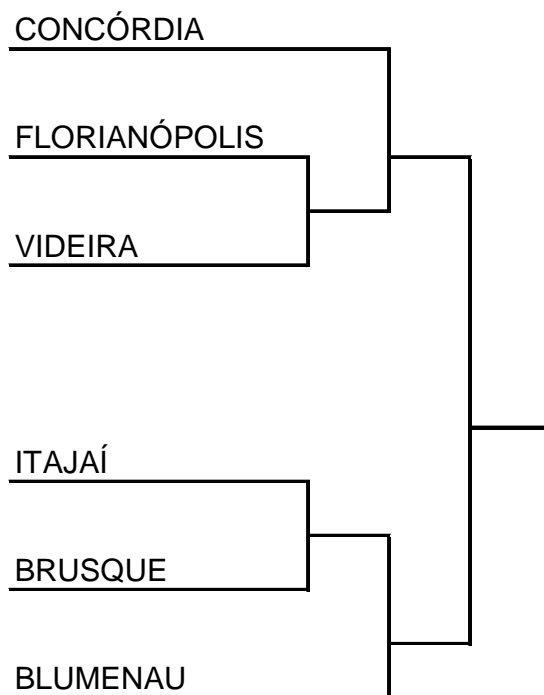 CONCÓRDIA
FLORIANÓPOLIS
VIDEIRA
ITAJAÍ
BRUSQUE
BLUMENAU